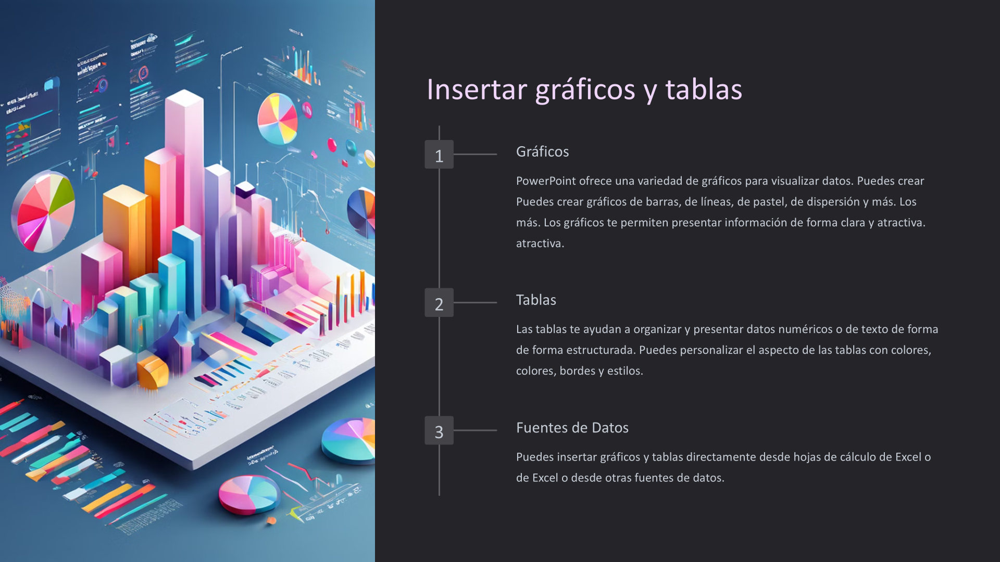 Insertar gráficos y tablas
1
Gráficos
PowerPoint ofrece una variedad de gráficos para visualizar datos. Puedes crear
Puedes crear gráficos de barras, de líneas, de pastel, de dispersión y más. Los
más. Los gráficos te permiten presentar información de forma clara y atractiva.
atractiva.
2
Tablas
Las tablas te ayudan a organizar y presentar datos numéricos o de texto de forma
de forma estructurada. Puedes personalizar el aspecto de las tablas con colores,
colores, bordes y estilos.
3
Fuentes de Datos
Puedes insertar gráficos y tablas directamente desde hojas de cálculo de Excel o
de Excel o desde otras fuentes de datos.